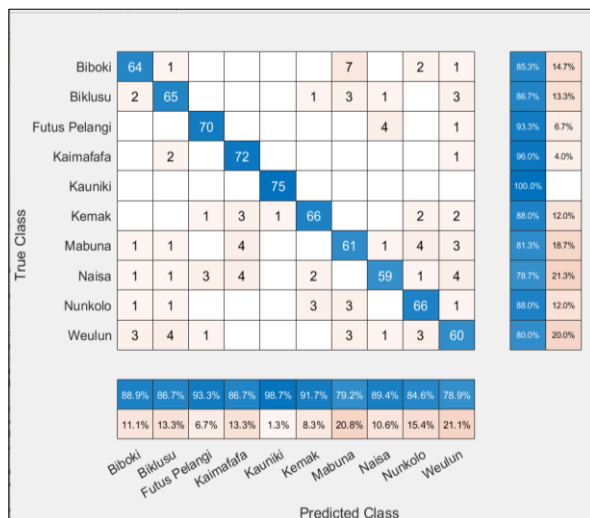 Biboki 64 1 7 2 1 85.3% 14.7%
Biklusu 2 65 1 3 1 3 86.7% 13.3%
Futus Pelangi 70 4 1 93.3% 6.7%
Kaimafafa 2 72 1 96.0% 4.0%
Kauniki 75 100.0%
Kemak 1 3 1 66 2 2 88.0% 12.0%
Mabuna 1 1 4 61 1 4 3 81.3% 18.7%
Naisa 1 1 3 4 2 59 1 4 78.7% 21.3%
Nunkolo 1 1 3 3 66 1 88.0% 12.0%
Weulun 3 4 1 3 1 3 60 80.0% 20.0%
True Class
88.9% 86.7% 93.3% 86.7% 98.7% 91.7% 79.2% 89.4% 84.6% 78.9%
11.1% 13.3% 6.7% 13.3% 1.3% 8.3% 20.8% 10.6% 15.4% 21.1%
Biboki Biklusu Futus Pelangi Kaimafafa Kauniki Kemak Mabuna Naisa Nunkolo Weulun
Predicted Class